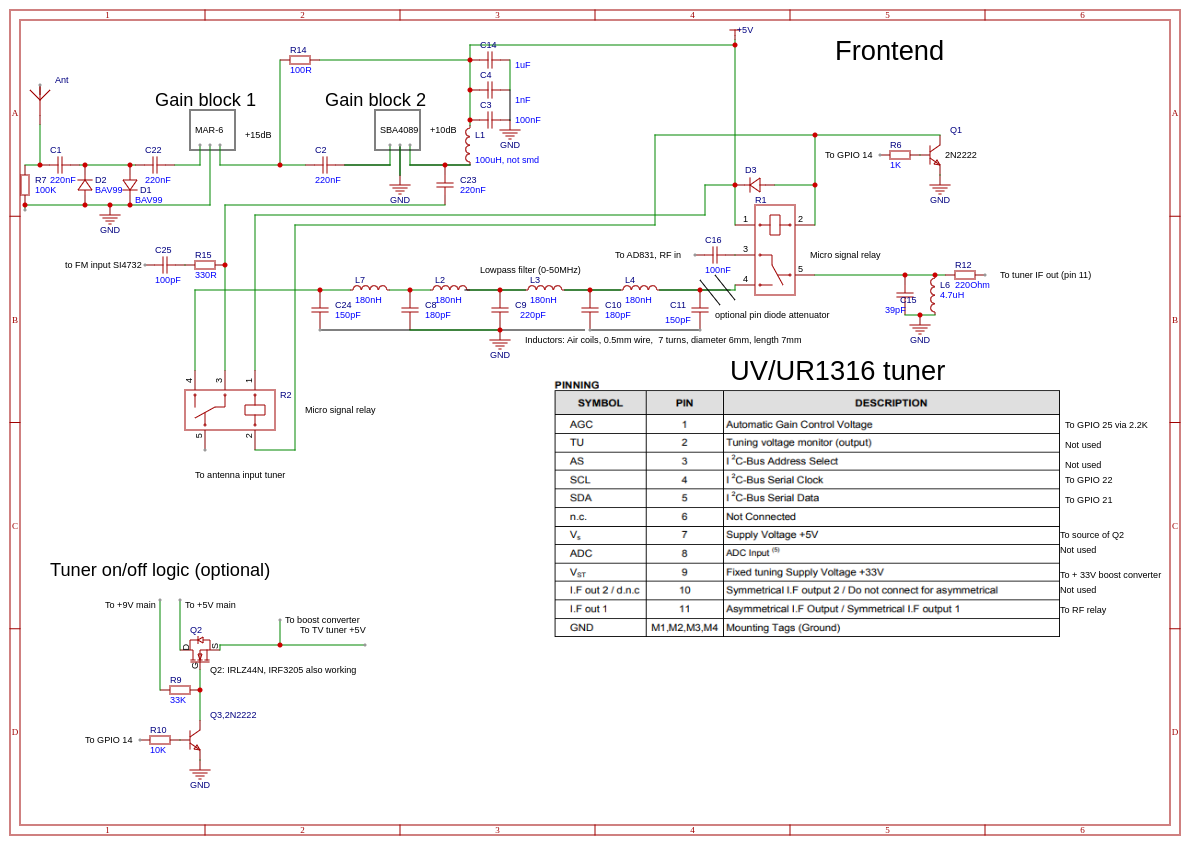 1 2 3 4 5 6
Frontend
+5V
R14
100R
C14
1uF
C4
1nF
C3
100nF
GND
L1
100uH, not smd
Ant
Gain block 1
Gain block 2
MAR-6
+15dB
SBA4089
+10dB
A
A
C1
220nF
C22
220nF
C2
220nF
R7
100K
D2
BAV99
D1
BAV99
GND
GND
C23
220nF
Q1
To GPIO 14
R6
1K
2N2222
GND
D3
R1
1
2
3
4
5
Micro signal relay
to FM input SI4732
C25
100pF
R15
330R
To AD831, RF in
C16
100nF
R12
220Ohm
To tuner IF out (pin 11)
L6
4.7uH
C15
39pF
GND
Lowpass filter (0-50MHz)
L7
180nH
L2
180nH
L3
180nH
L4
180nH
C24
150pF
C8
180pF
C9
220pF
C10
180pF
C11
150pF
B
B
optional pin diode attenuator
GND
Inductors: Air coils, 0.5mm wire, 7 turns, diameter 6mm, length 7mm
4
3
1
R2
5
2
Micro signal relay
To antenna input tuner
UV/UR1316 tuner
PINNING
SYMBOL PIN DESCRIPTION
AGC 1 Automatic Gain Control Voltage To GPIO 25 via 2.2K
TU 2 Tuning voltage monitor (output) Not used
AS 3 I 2C-Bus Address Select Not used
SCL 4 I 2C-Bus Serial Clock To GPIO 22
SDA 5 I 2C-Bus Serial Data To GPIO 21
n.c. 6 Not Connected
Vs 7 Supply Voltage +5V To source of Q2
ADC 8 ADC Input (5) Not used
VST 9 Fixed tuning Supply Voltage +33V To + 33V boost converter
I.F out 2 / d.n.c 10 Symmetrical I.F output 2 / Do not connect for asymmetrical Not used
I.F out 1 11 Asymmetrical I.F Output / Symmetrical I.F output 1 To RF relay
GND M1,M2,M3,M4 Mounting Tags (Ground)
C
C
Tuner on/off logic (optional)
To +9V main
To +5V main
Q2
D
S
G
To boost converter
To TV tuner +5V
Q2: IRLZ44N, IRF3205 also working
R9
33K
Q3,2N2222
To GPIO 14
R10
10K
GND
D
D
1 2 3 4 5 6